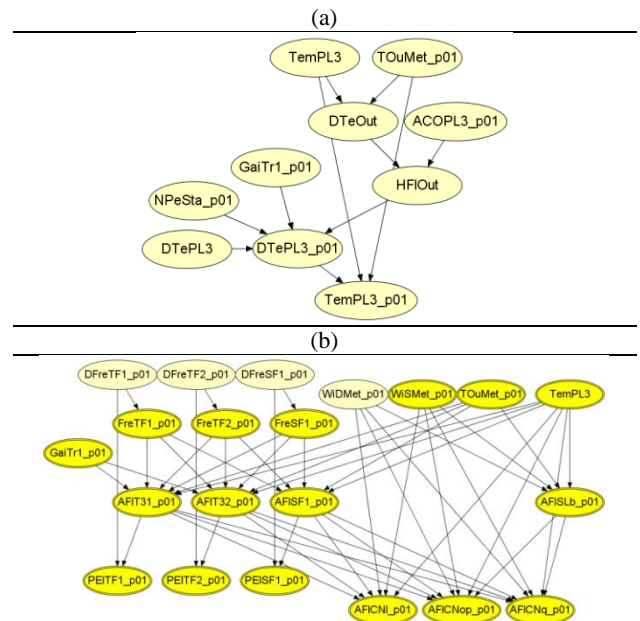 (a)
TemPL3 TOuMet_p01
DTeOut ACOPL3_p01
GaiTr1_p01
HFlOut
NPeSta_p01
DTePL3 DTePL3_p01
TemPL3_p01
(b)
DFreTF1_p01 DFreTF2_p01 DFreSF1_p01
WiDMet_p01 WiSMet_p01 TOuMet_p01 TemPL3
FreTF1_p01 FreTF2_p01 FreSF1_p01
GaiTr1_p01
AFIT31_p01 AFIT32_p01 AFISF1_p01 AFISLb_p01
PEITF1_p01 PEITF2_p01 PEISF1_p01
AFICNl_p01 AFICNop_p01 AFICNq_p01